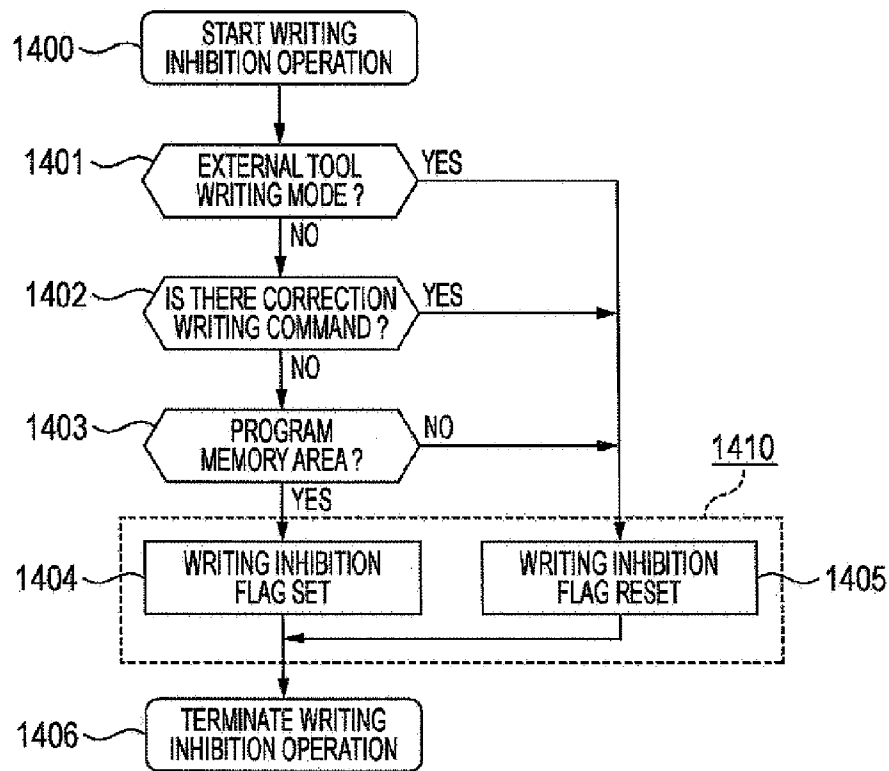 1400
START WRITING
INHIBITION OPERATION
1401
EXTERNAL TOOL
WRITING MODE ?
YES
NO
1402
IS THERE CORRECTION
WRITING COMMAND ?
YES
NO
1403
PROGRAM
MEMORY AREA ?
NO
YES
1410
1404
WRITING INHIBITION
FLAG SET
WRITING INHIBITION
FLAG RESET
1405
1406
TERMINATE WRITING
INHIBITION OPERATION